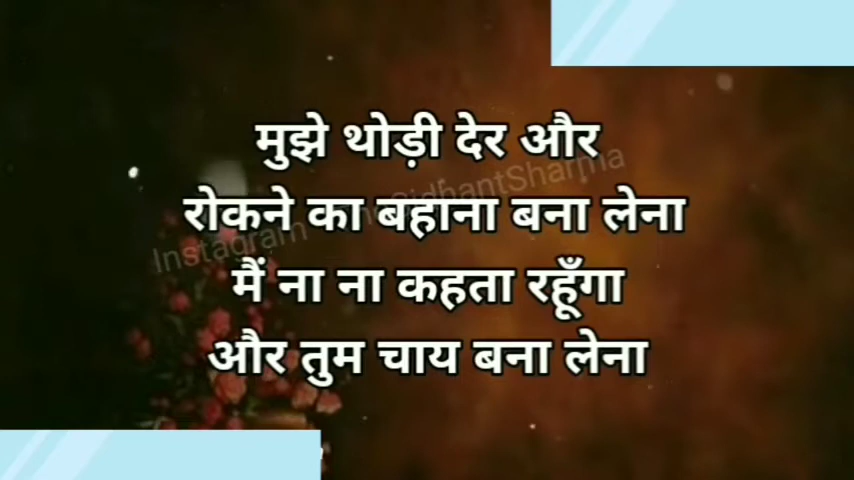 मुझे थोड़ी देर और
रोकने का बहाना बना लेना
मैं ना ना कहता रहूँगा
और तुम चाय बना लेना
Instagram SidhantSharma